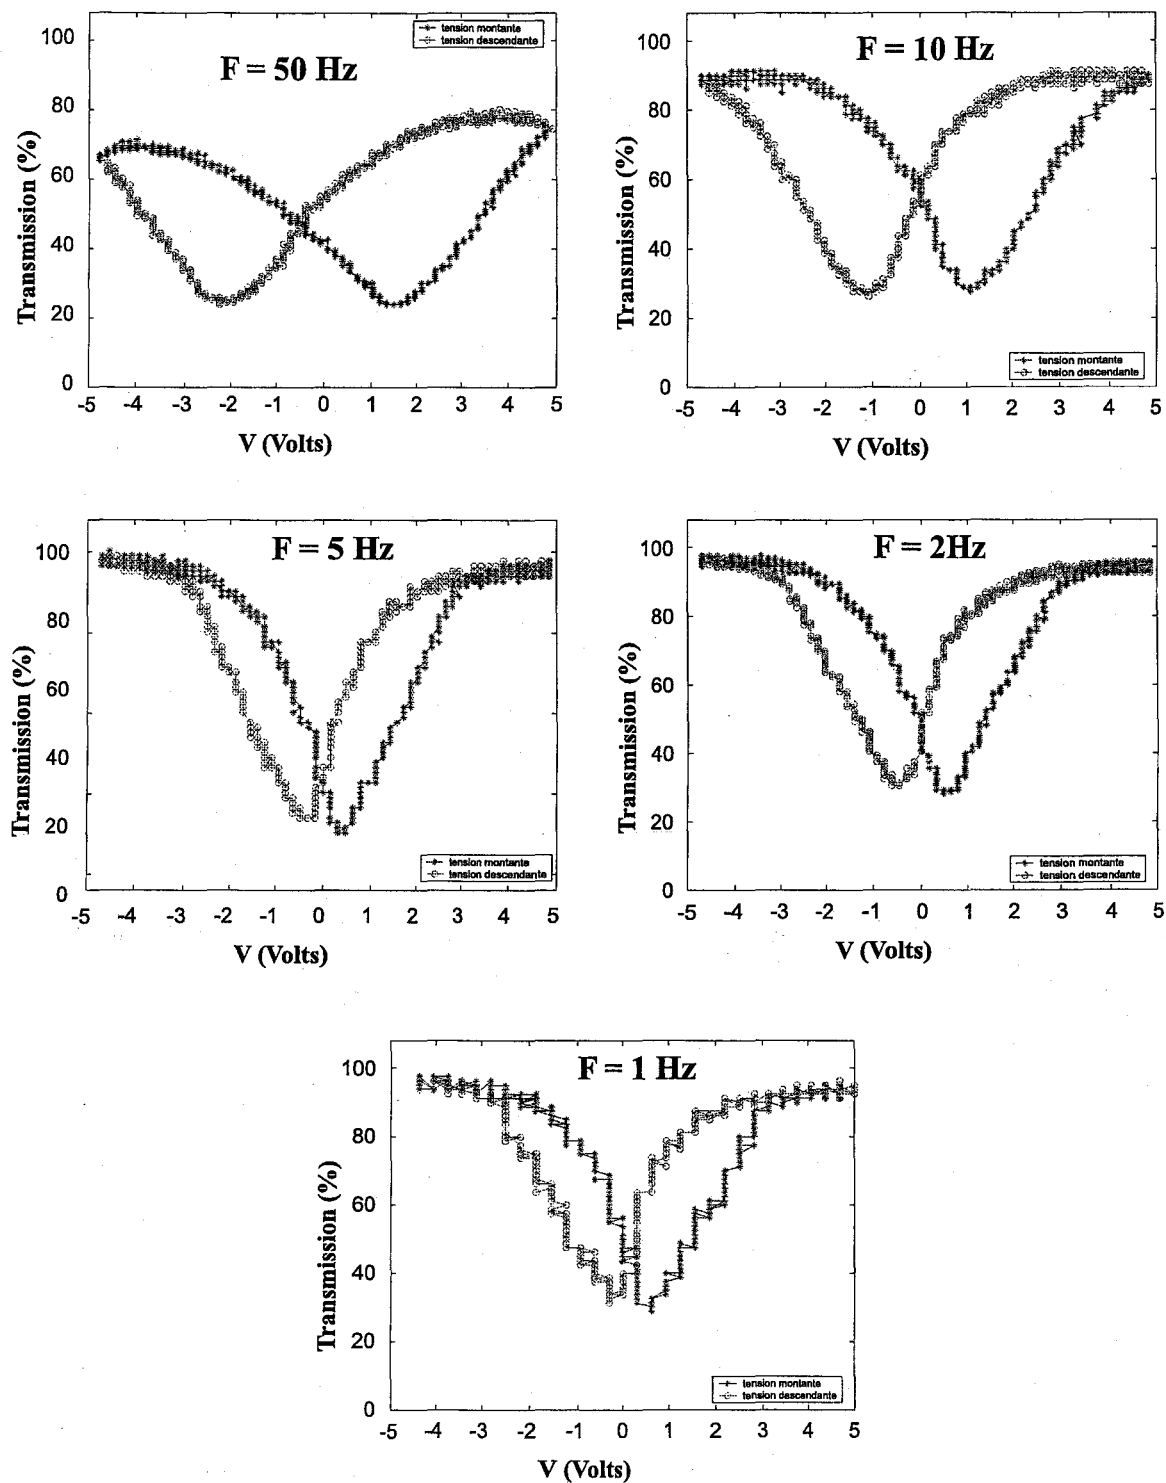 tension montante
tension descendante
F = 50 Hz
100
80
60
40
20
0
Transmission (%)
-5 -4 -3 -2 -1 0 1 2 3 4 5
V (Volts)
F = 10 Hz
100
80
60
40
20
0
Transmission (%)
tension montante
tension descendante
-5 -4 -3 -2 -1 0 1 2 3 4 5
V (Volts)
F = 5 Hz
100
80
60
40
20
0
Transmission (%)
tension montante
tension descendante
-5 -4 -3 -2 -1 0 1 2 3 4 5
V (Volts)
F = 2Hz
100
80
60
40
20
0
Transmission (%)
tension montante
tension descendante
-5 -4 -3 -2 -1 0 1 2 3 4 5
V (Volts)
F = 1 Hz
100
80
60
40
20
0
Transmission (%)
tension montante
tension descendante
-5 -4 -3 -2 -1 0 1 2 3 4 5
V (Volts)